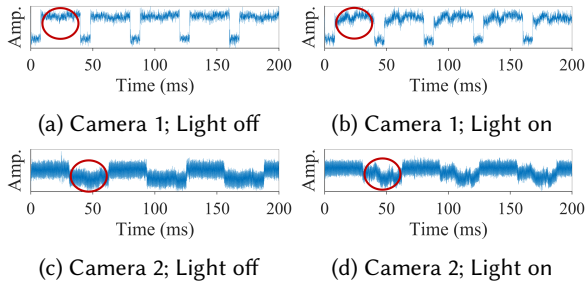 Amp.
0 50 100 150 200
Time (ms)
(a) Camera 1; Light off
Amp.
0 50 100 150 200
Time (ms)
(b) Camera 1; Light on
Amp.
0 50 100 150 200
Time (ms)
(c) Camera 2; Light off
Amp.
0 50 100 150 200
Time (ms)
(d) Camera 2; Light on